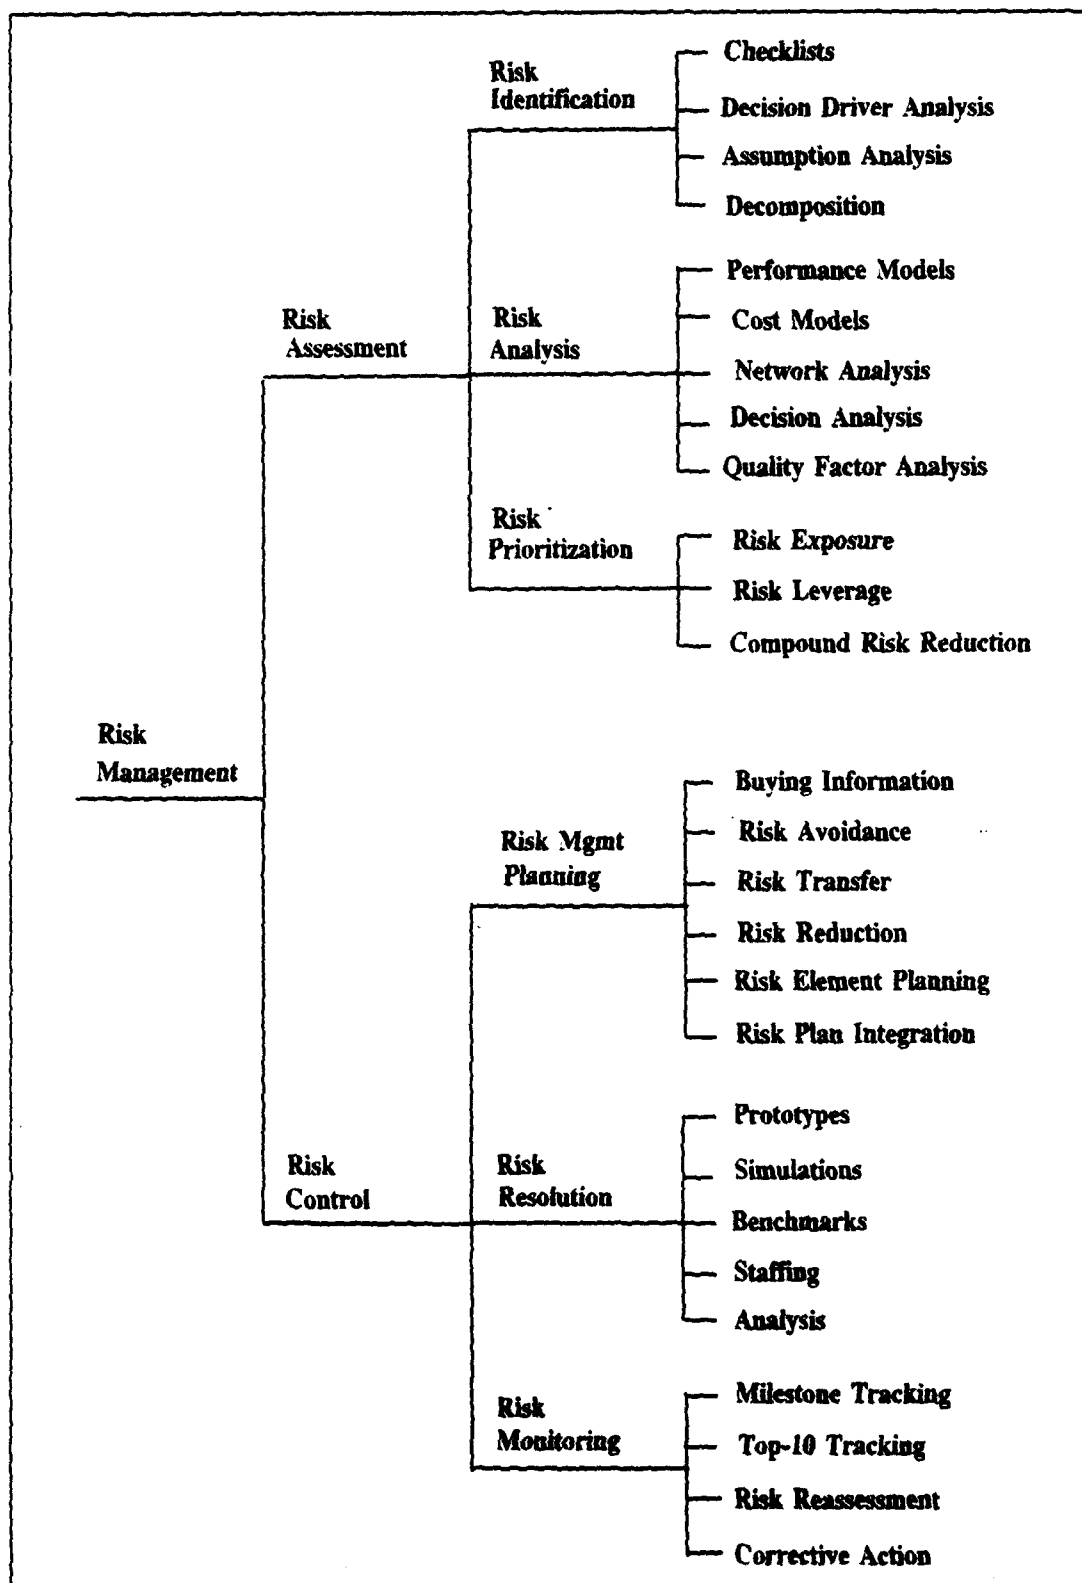 Risk
Identification
Checklists
Decision Driver Analysis
Assumption Analysis
Decomposition
Risk
Assessment
Risk
Analysis
Performance Models
Cost Models
Network Analysis
Decision Analysis
Quality Factor Analysis
Risk
Prioritization
Risk Exposure
Risk Leverage
Compound Risk Reduction
Risk
Management
Risk Mgmt
Planning
Buying Information
Risk Avoidance
Risk Transfer
Risk Reduction
Risk Element Planning
Risk Plan Integration
Risk
Control
Risk
Resolution
Prototypes
Simulations
Benchmarks
Staffing
Analysis
Risk
Monitoring
Milestone Tracking
Top-10 Tracking
Risk Reassessment
Corrective Action